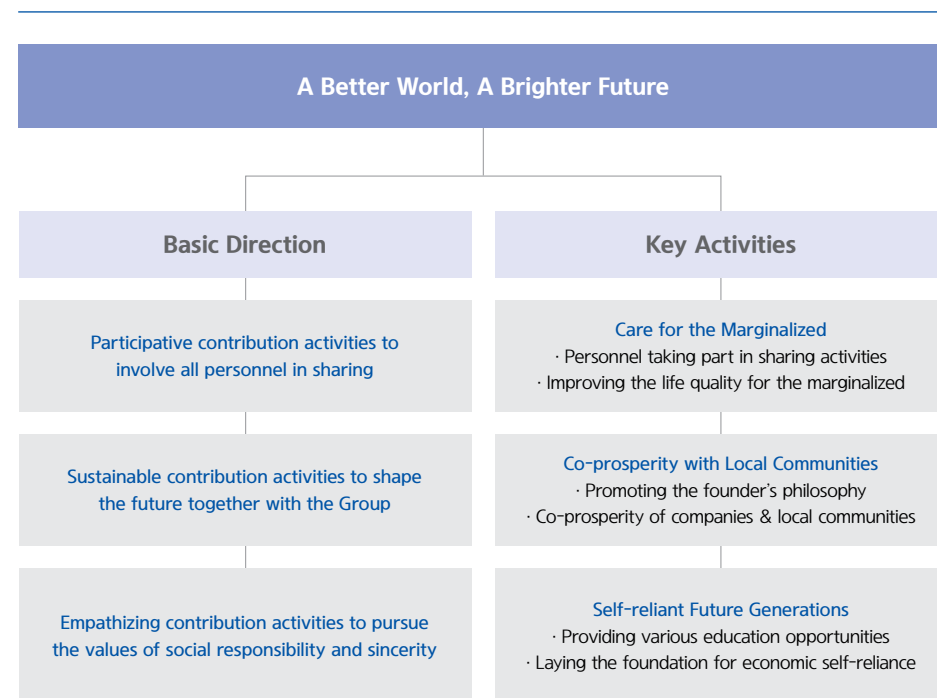 A Better World, A Brighter Future
Basic Direction
Participative contribution activities to
involve all personnel in sharing
Sustainable contribution activities to shape
the future together with the Group
Empathizing contribution activities to pursue
the values of social responsibility and sincerity
Key Activities
Care for the Marginalized
· Personnel taking part in sharing activities
· Improving the life quality for the marginalized
Co-prosperity with Local Communities
· Promoting the founder's philosophy
· Co-prosperity of companies & local communities
Self-reliant Future Generations
· Providing various education opportunities
· Laying the foundation for economic self-reliance